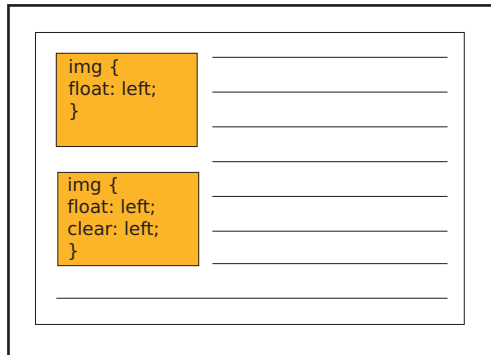 img {
float: left;
}
img {
float: left;
clear: left;
}